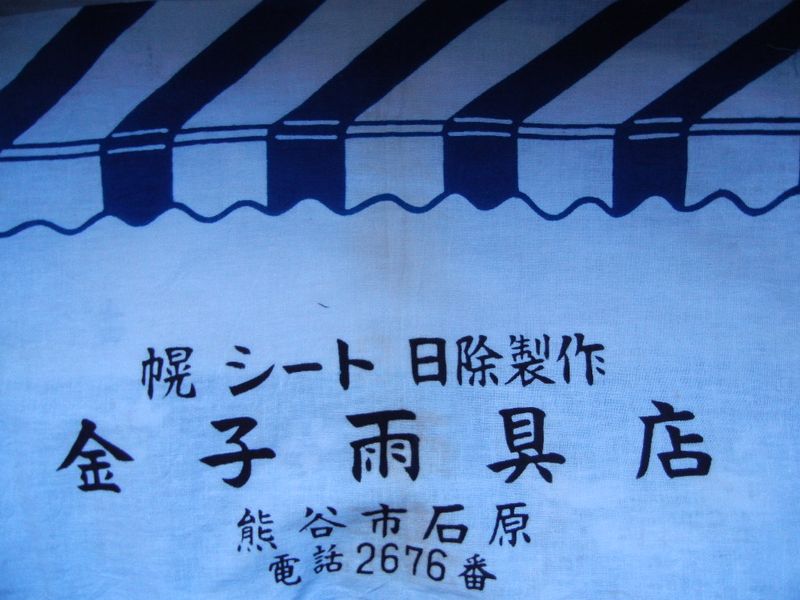 幌 シート 日除製作
金子雨具店
熊谷市石原
電話2676番